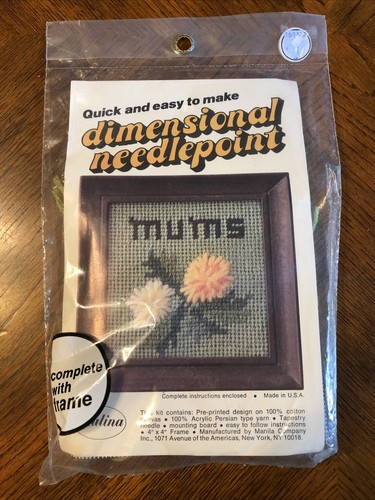 Quick and easy to make
dimensional
needlepoint
mums
Complete instructions enclosed • Made in U.S.A.
complete
with
frame
This kit contains: Pre-printed design on 100% cotton
canvas • 100% Acrylic Persian type yarn • Tapestry
needle • mounting board • easy to follow instructions
• 4" x 4" Frame • Manufactured by Manilla Company
Inc., 1071 Avenue of the Americas, New York, NY 10018.